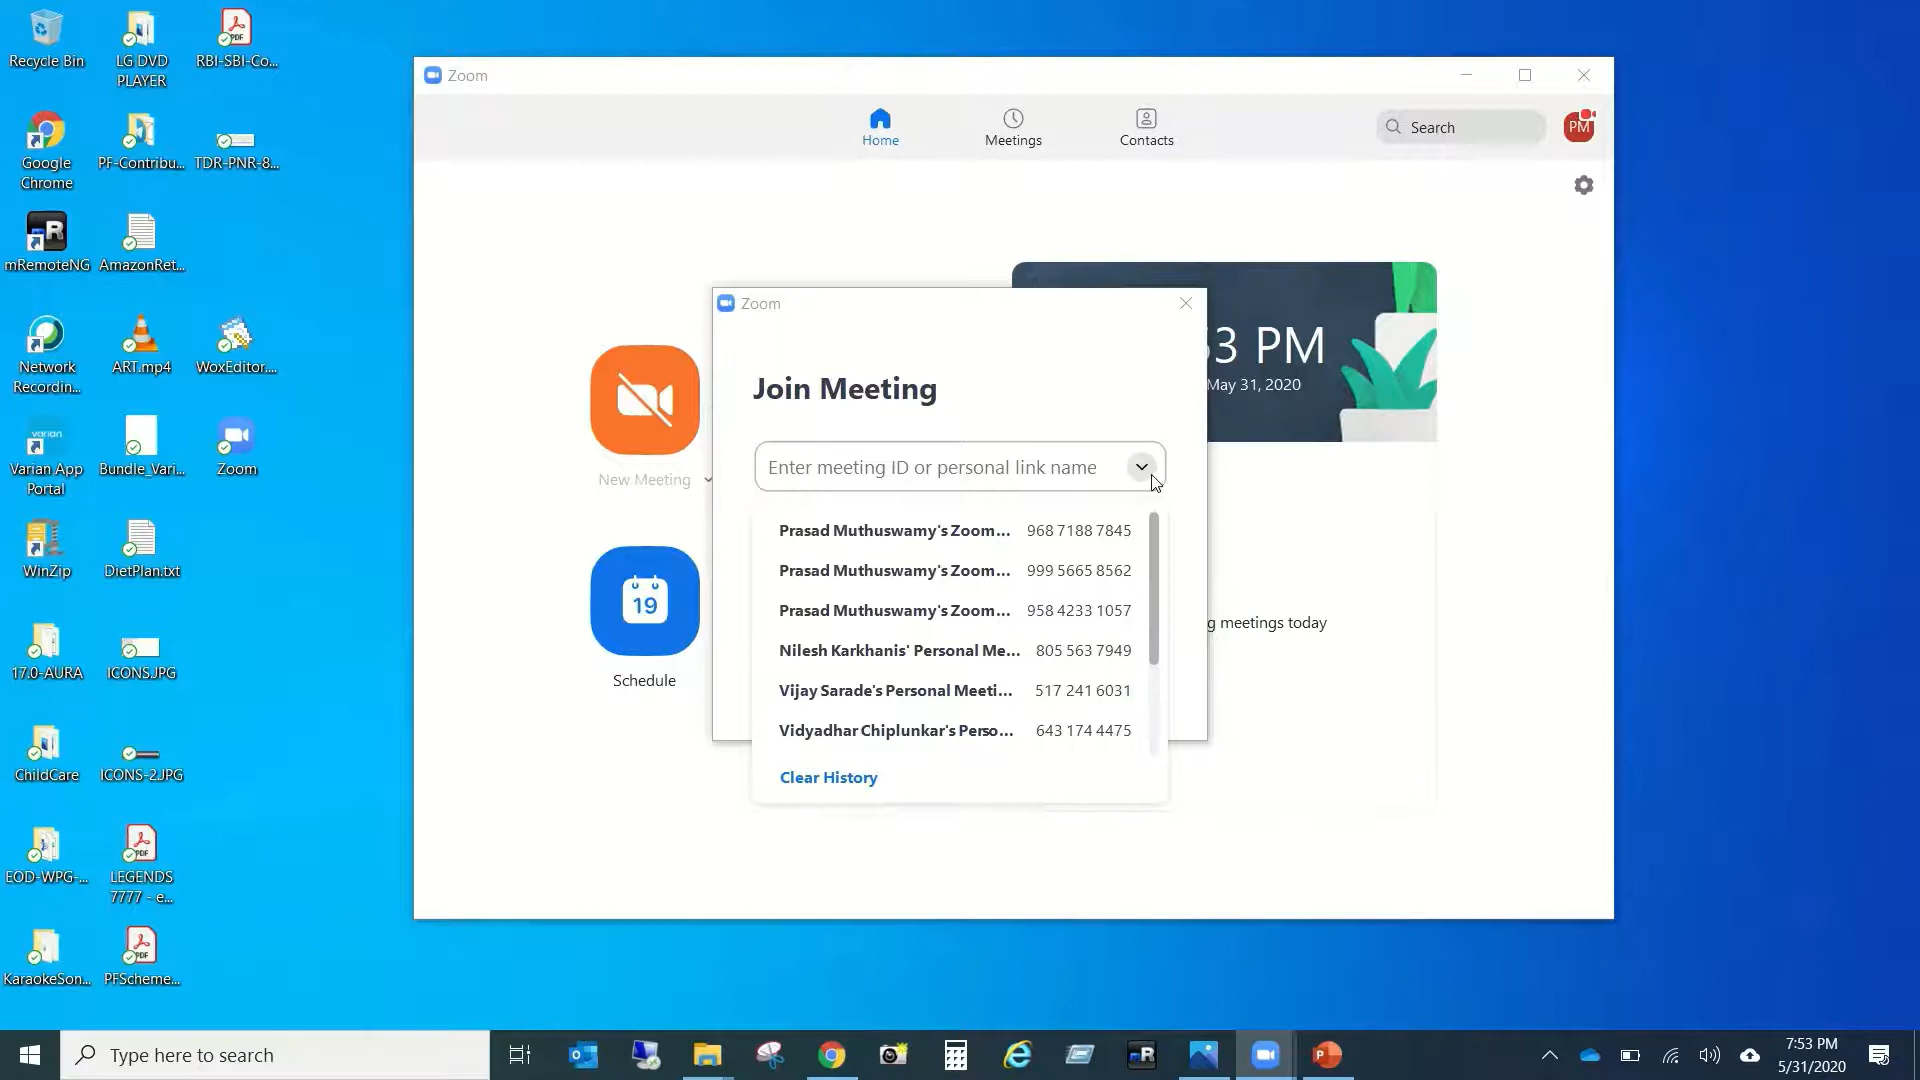 Recycle Bin
LG DVD
PLAYER
RBI-SBI-Co...
Google
Chrome
PF-Contribu...
TDR-PNR-8...
mRemoteNG
AmazonRet...
Network
Recordin...
ART.mp4
WoxEditor....
Varian App
Portal
Bundle_Vari...
Zoom
WinZip
DietPlan.txt
17.0-AURA
ICONS.JPG
ChildCare
ICONS-2.JPG
EOD-WPG-...
LEGENDS
7777 - e...
KaraokeSon...
PFScheme...
Zoom
Home
Meetings
Contacts
Search
PM
53 PM
May 31, 2020
New Meeting
19
Schedule
g meetings today
Zoom
Join Meeting
Enter meeting ID or personal link name
Prasad Muthuswamy's Zoom... 968 7188 7845
Prasad Muthuswamy's Zoom... 999 5665 8562
Prasad Muthuswamy's Zoom... 958 4233 1057
Nilesh Karkhanis' Personal Me... 805 563 7949
Vijay Sarade's Personal Meeti... 517 241 6031
Vidyadhar Chiplunkar's Perso... 643 174 4475
Clear History
Type here to search
7:53 PM
5/31/2020